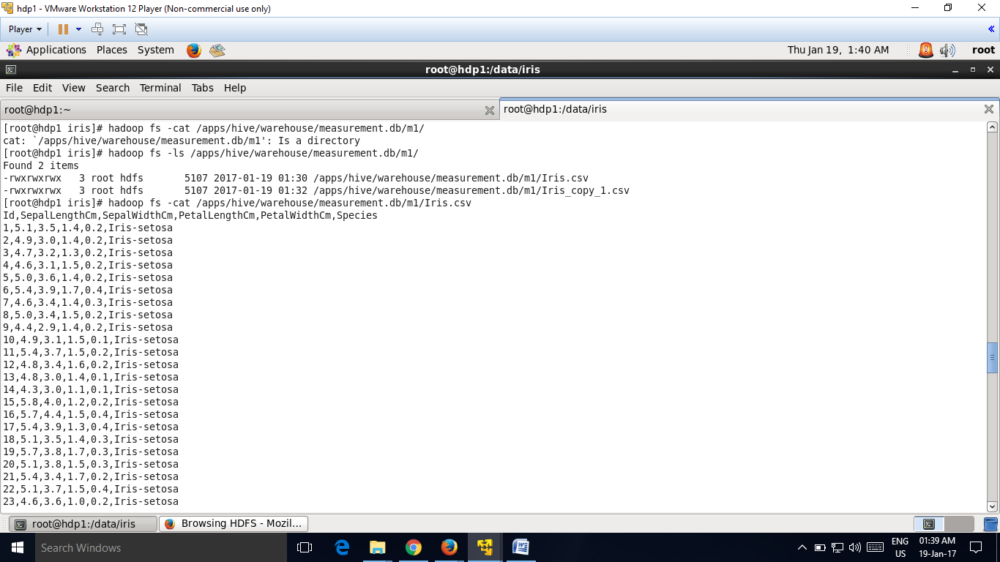 hdp1 - VMware Workstation 12 Player (Non-commercial use only)
Player
Applications Places System Thu Jan 19, 1:40 AM root
root@hdp1:/data/iris
File Edit View Search Terminal Tabs Help
root@hdp1:~ root@hdp1:/data/iris
[root@hdp1 iris]# hadoop fs -cat /apps/hive/warehouse/measurement.db/m1/
cat: `/apps/hive/warehouse/measurement.db/m1': Is a directory
[root@hdp1 iris]# hadoop fs -ls /apps/hive/warehouse/measurement.db/m1/
Found 2 items
-rwxrwxrwx   3 root hdfs       5107 2017-01-19 01:30 /apps/hive/warehouse/measurement.db/m1/Iris.csv
-rwxrwxrwx   3 root hdfs       5107 2017-01-19 01:32 /apps/hive/warehouse/measurement.db/m1/Iris_copy_1.csv
[root@hdp1 iris]# hadoop fs -cat /apps/hive/warehouse/measurement.db/m1/Iris.csv
Id,SepalLengthCm,SepalWidthCm,PetalLengthCm,PetalWidthCm,Species
1,5.1,3.5,1.4,0.2,Iris-setosa
2,4.9,3.0,1.4,0.2,Iris-setosa
3,4.7,3.2,1.3,0.2,Iris-setosa
4,4.6,3.1,1.5,0.2,Iris-setosa
5,5.0,3.6,1.4,0.2,Iris-setosa
6,5.4,3.9,1.7,0.4,Iris-setosa
7,4.6,3.4,1.4,0.3,Iris-setosa
8,5.0,3.4,1.5,0.2,Iris-setosa
9,4.4,2.9,1.4,0.2,Iris-setosa
10,4.9,3.1,1.5,0.1,Iris-setosa
11,5.4,3.7,1.5,0.2,Iris-setosa
12,4.8,3.4,1.6,0.2,Iris-setosa
13,4.8,3.0,1.4,0.1,Iris-setosa
14,4.3,3.0,1.1,0.1,Iris-setosa
15,5.8,4.0,1.2,0.2,Iris-setosa
16,5.7,4.4,1.5,0.4,Iris-setosa
17,5.4,3.9,1.3,0.4,Iris-setosa
18,5.1,3.5,1.4,0.3,Iris-setosa
19,5.7,3.8,1.7,0.3,Iris-setosa
20,5.1,3.8,1.5,0.3,Iris-setosa
21,5.4,3.4,1.7,0.2,Iris-setosa
22,5.1,3.7,1.5,0.4,Iris-setosa
23,4.6,3.6,1.0,0.2,Iris-setosa
root@hdp1:/data/iris Browsing HDFS - Mozil...
Search Windows
ENG 01:39 AM
US 19-Jan-17